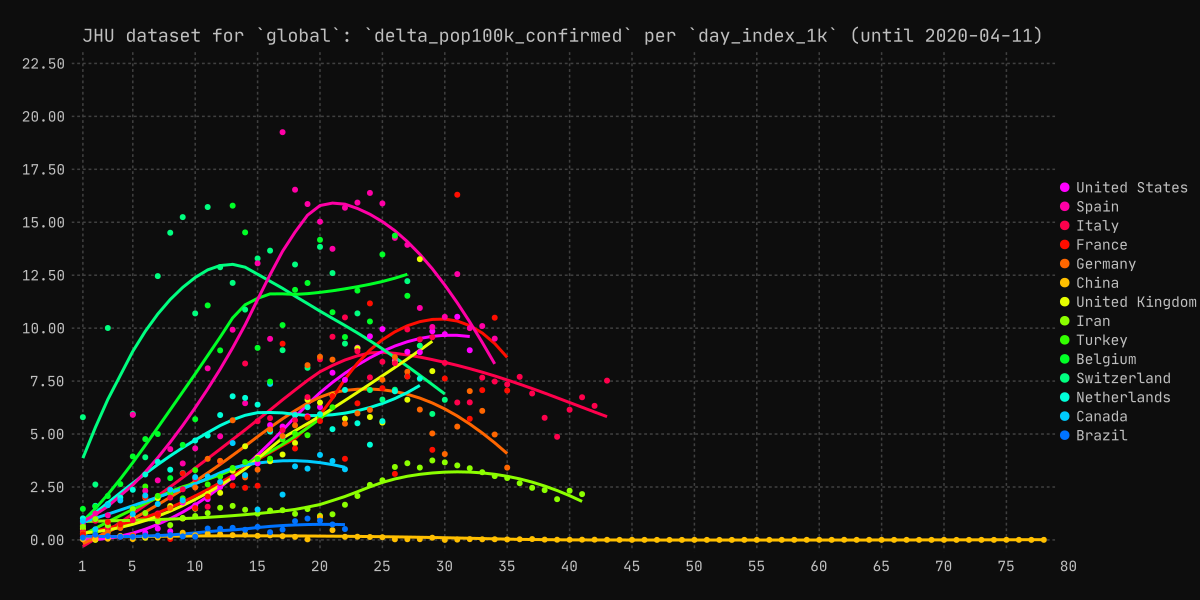 JHU dataset for `global`: `delta_pop100k_confirmed` per `day_index_1k` (until 2020-04-11)
22.50
20.00
17.50
15.00
12.50
10.00
7.50
5.00
2.50
0.00
1 5 10 15 20 25 30 35 40 45 50 55 60 65 70 75 80
United States
Spain
Italy
France
Germany
China
United Kingdom
Iran
Turkey
Belgium
Switzerland
Netherlands
Canada
Brazil